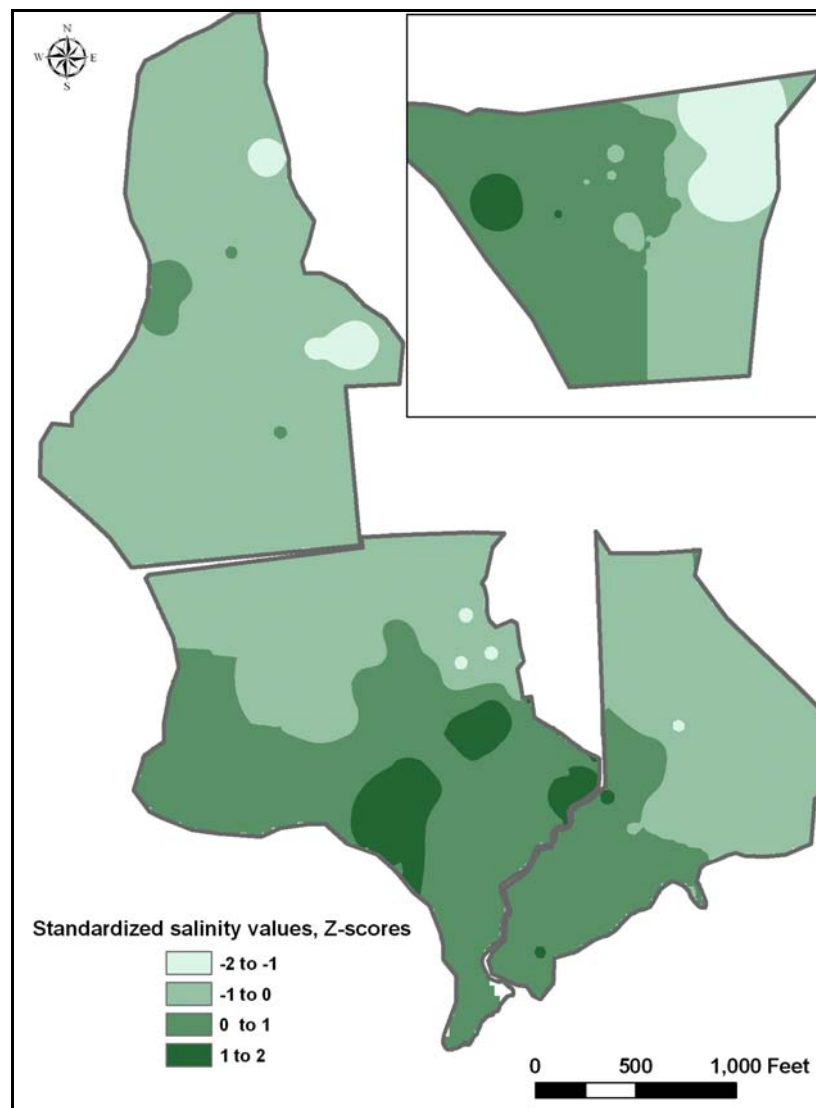 N
W E
S
Standardized salinity values, Z-scores
-2 to -1
-1 to 0
0 to 1
1 to 2
0 500 1,000 Feet